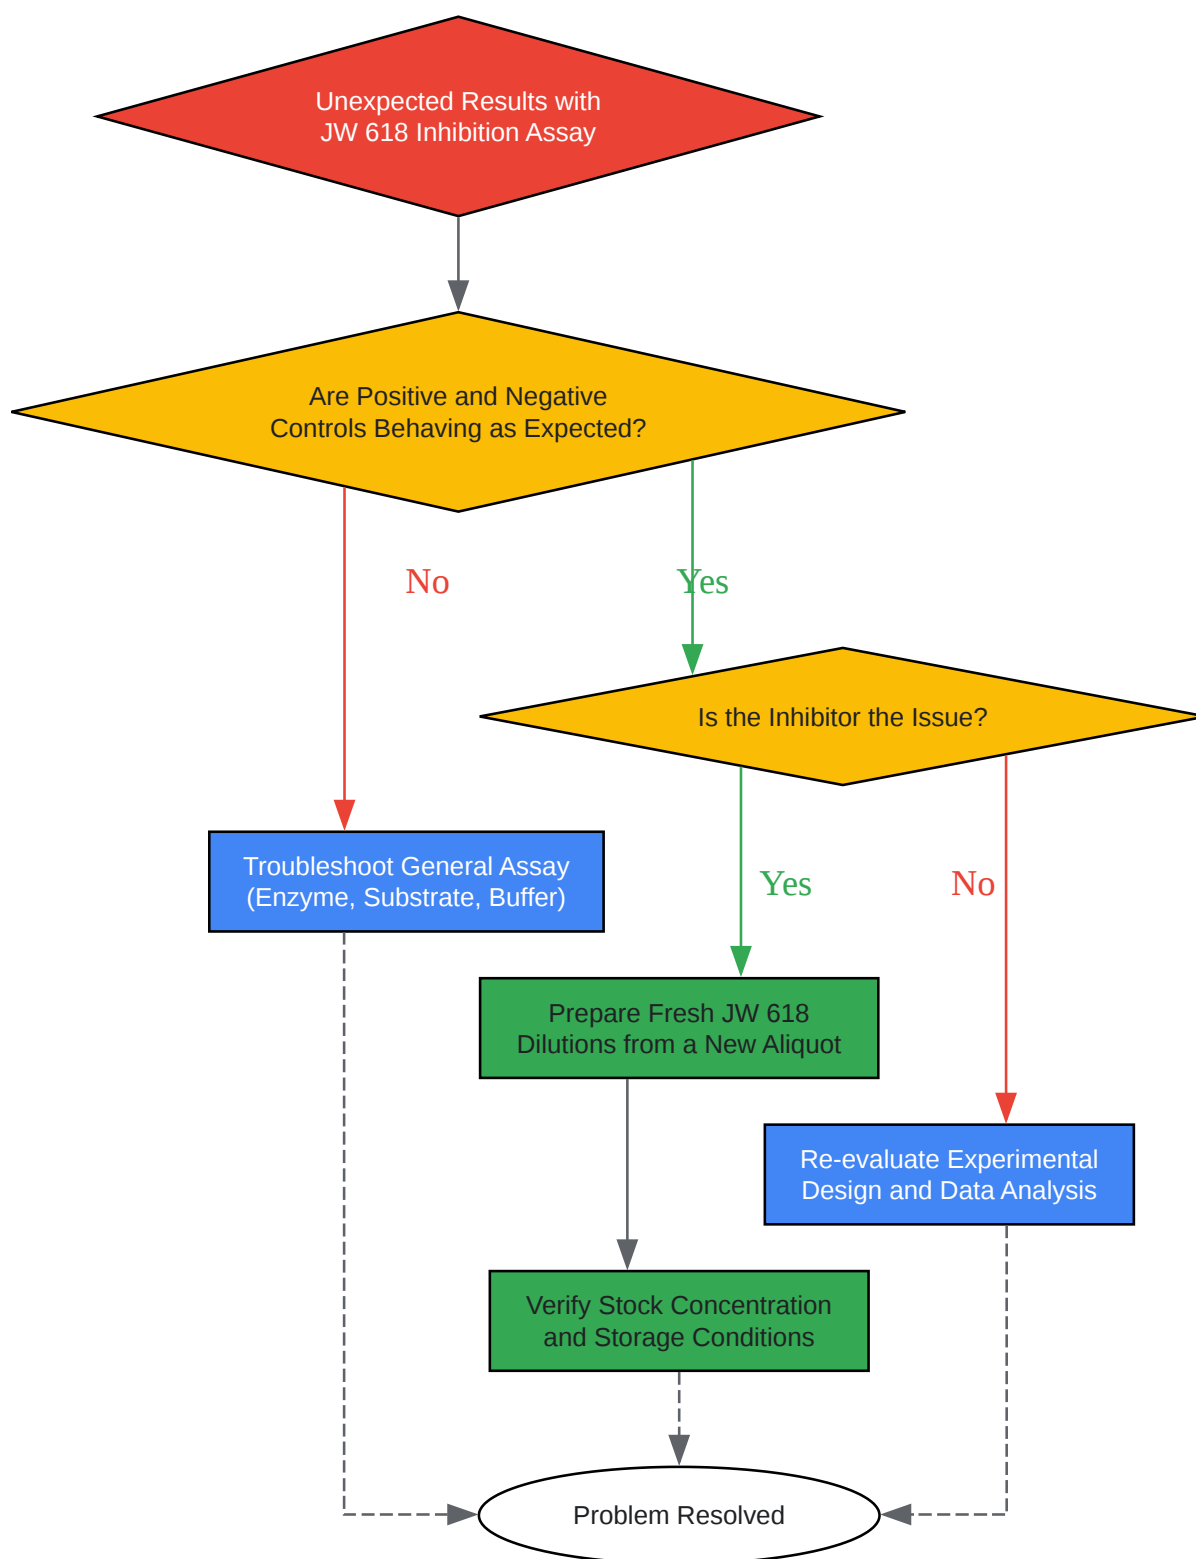 Unexpected Results with
JW 618 Inhibition Assay
Are Positive and Negative
Controls Behaving as Expected?
No
Yes
Is the Inhibitor the Issue?
Troubleshoot General Assay
(Enzyme, Substrate, Buffer)
Yes
No
Prepare Fresh JW 618
Dilutions from a New Aliquot
Re-evaluate Experimental
Design and Data Analysis
Verify Stock Concentration
and Storage Conditions
Problem Resolved